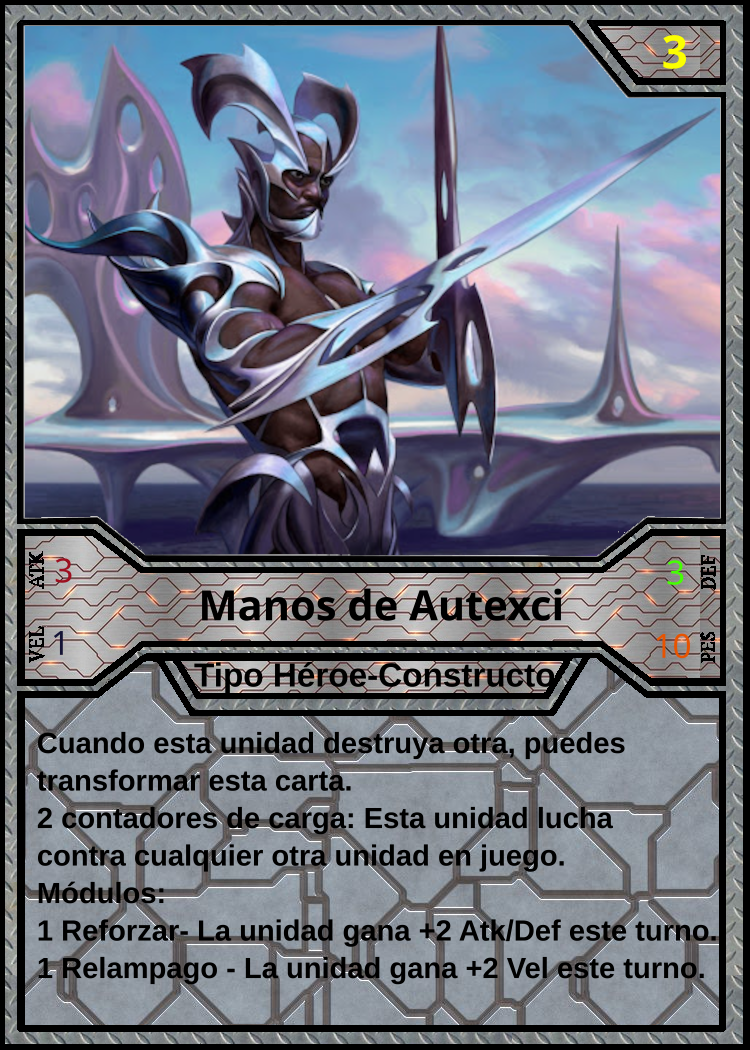 3
ATK 3
3 DEF
Manos de Autexci
VEL 1
10 PES
Tipo Héroe-Constructo
Cuando esta unidad destruya otra, puedes
transformar esta carta.
2 contadores de carga: Esta unidad lucha
contra cualquier otra unidad en juego.
Módulos:
1 Reforzar- La unidad gana +2 Atk/Def este turno.
1 Relampago - La unidad gana +2 Vel este turno.